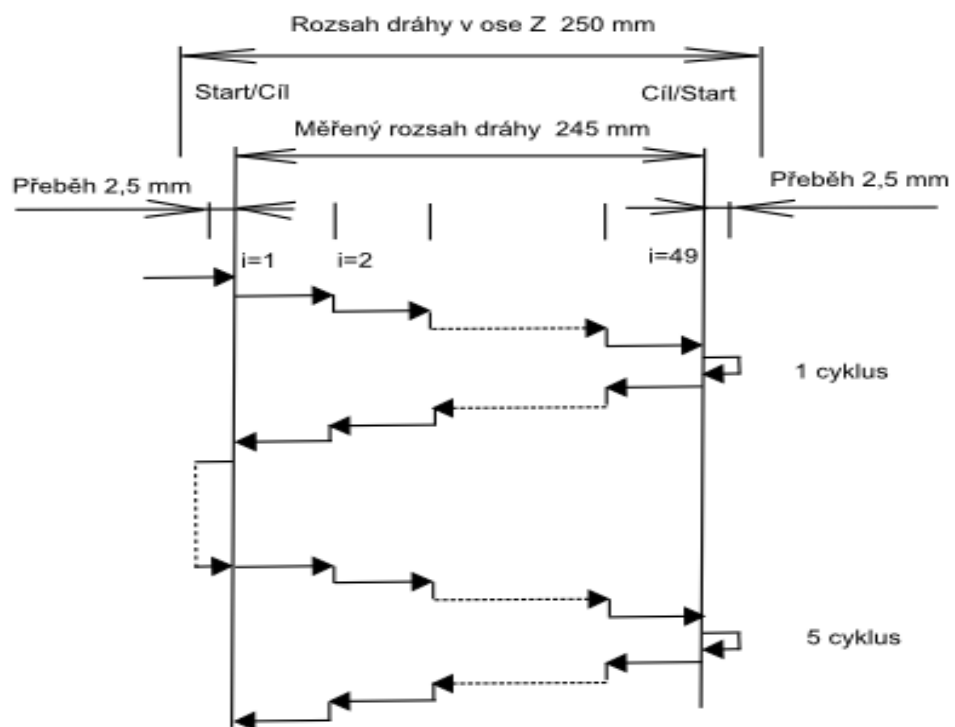 Rozsah dráhy v ose Z 250 mm
Start/Cíl
Cíl/Start
Měřený rozsah dráhy 245 mm
Přeběh 2,5 mm
Přeběh 2,5 mm
i=1
i=2
i=49
1 cyklus
5 cyklus